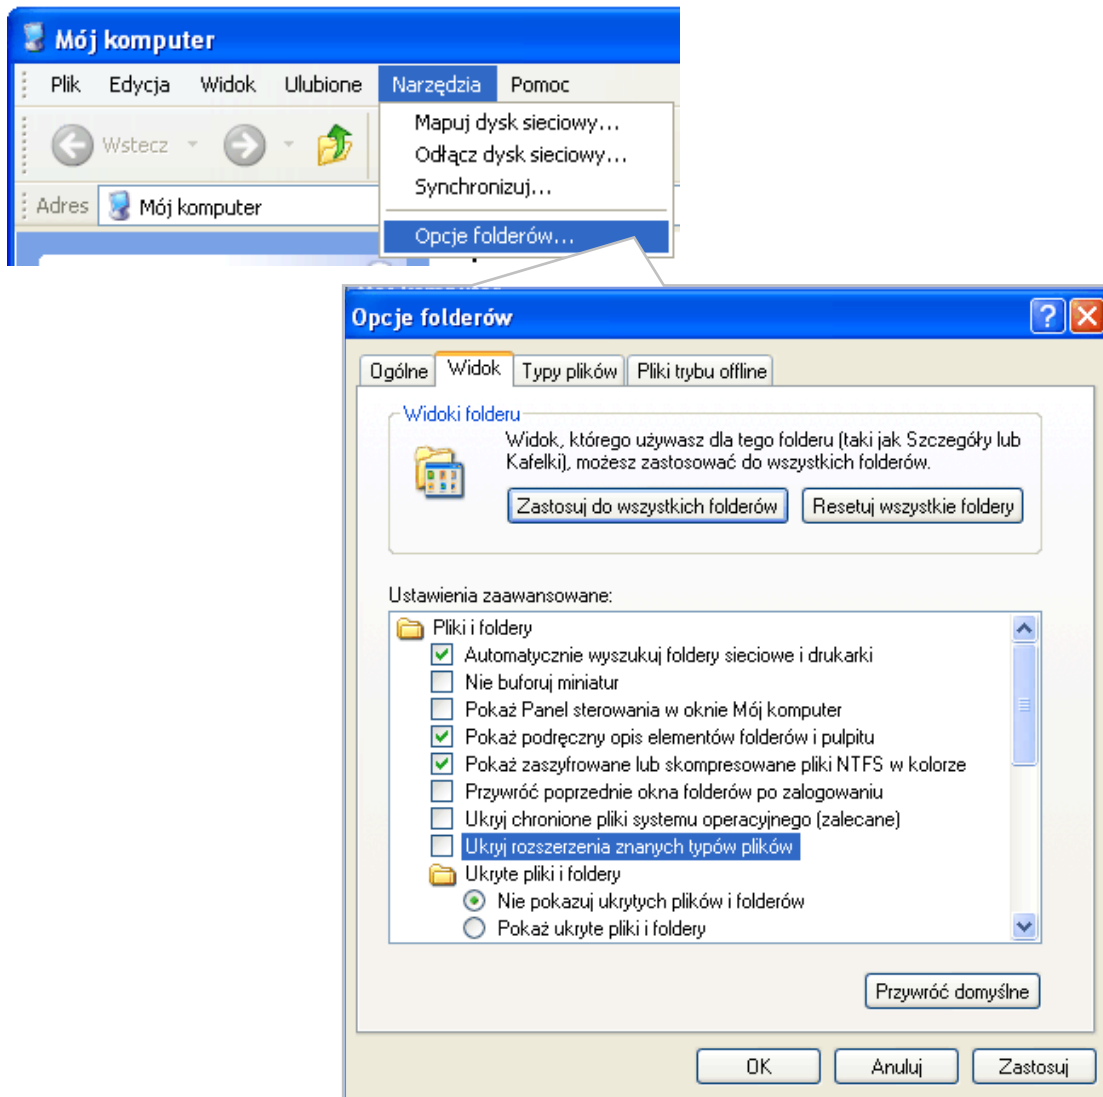 Mój komputer
Plik Edycja Widok Ulubione Narzędzia Pomoc
Wstecz
Mapuj dysk sieciowy...
Odłącz dysk sieciowy...
Synchronizuj...
Adres Mój komputer
Opcje folderów...
Opcje folderów
Ogólne Widok Typy plików Pliki trybu offline
Widoki folderu
Widok, którego używasz dla tego folderu (taki jak Szczegóły lub
Kafelki), możesz zastosować do wszystkich folderów.
Zastosuj do wszystkich folderów Resetuj wszystkie foldery
Ustawienia zaawansowane:
Pliki i foldery
Automatycznie wyszukuj foldery sieciowe i drukarki
Nie buforuj miniatur
Pokaż Panel sterowania w oknie Mój komputer
Pokaż podręczny opis elementów folderów i pulpitu
Pokaż zaszyfrowane lub skompresowane pliki NTFS w kolorze
Przywróć poprzednie okna folderów po zalogowaniu
Ukryj chronione pliki systemu operacyjnego (zalecane)
Ukryj rozszerzenia znanych typów plików
Ukryte pliki i foldery
Nie pokazuj ukrytych plików i folderów
Pokaż ukryte pliki i foldery
Przywróć domyślne
OK Anuluj Zastosuj